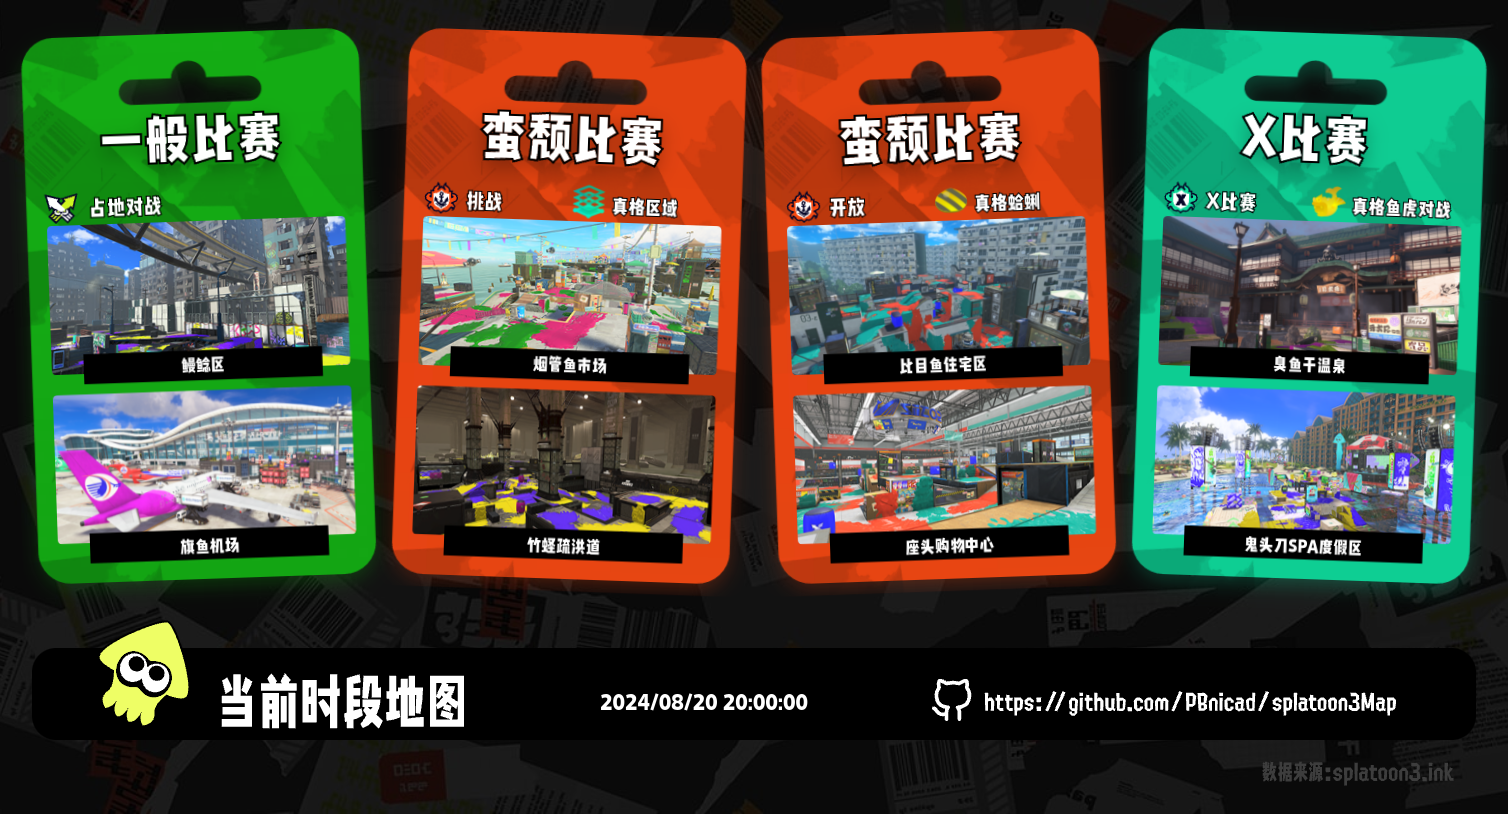 一般比赛
占地对战
鳗鲶区
旗鱼机场
蛮颓比赛
挑战
真格区域
烟管鱼市场
竹蛏疏洪道
蛮颓比赛
开放
真格蛤蜊
比目鱼住宅区
座头购物中心
X比赛
X比赛
真格鱼虎对战
臭鱼干温泉
鬼头刀SPA度假区
当前时段地图
2024/08/20 20:00:00
https://github.com/PBnicad/splatoon3Map
数据来源:splatoon3.ink